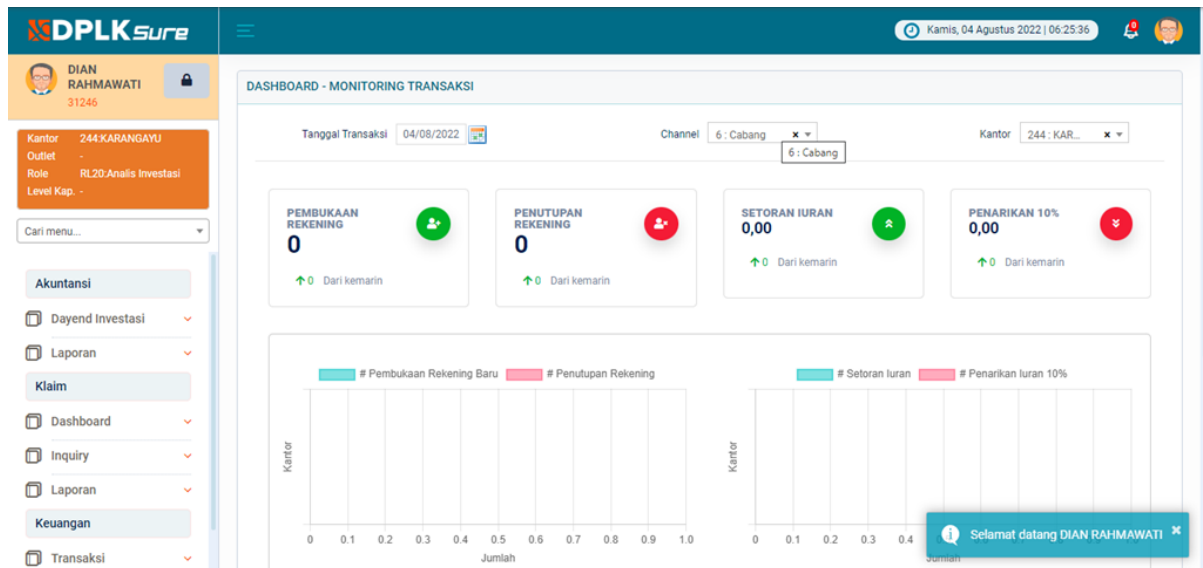 DPLKSure
Kamis, 04 Agustus 2022 | 06:25:36
DIAN
RAHMAWATI
31246
Kantor 244:KARANGAYU
Outlet -
Role RL20:Analis Investasi
Level Kap. -
Cari menu...
Akuntansi
Dayend Investasi
Laporan
Klaim
Dashboard
Inquiry
Laporan
Keuangan
Transaksi
DASHBOARD - MONITORING TRANSAKSI
Tanggal Transaksi 04/08/2022
Channel 6 : Cabang × 
6 : Cabang
Kantor 244 : KAR... ×
PEMBUKAAN
REKENING
0
0 Dari kemarin
PENUTUPAN
REKENING
0
0 Dari kemarin
SETORAN IURAN
0,00
0 Dari kemarin
PENARIKAN 10%
0,00
0 Dari kemarin
# Pembukaan Rekening Baru # Penutupan Rekening
Kantor
0 0.1 0.2 0.3 0.4 0.5 0.6 0.7 0.8 0.9 1.0
Jumlah
# Setoran Iuran # Penarikan Iuran 10%
Kantor
0 0.1 0.2 0.3 0.4
Jumlah
Selamat datang DIAN RAHMAWATI ×